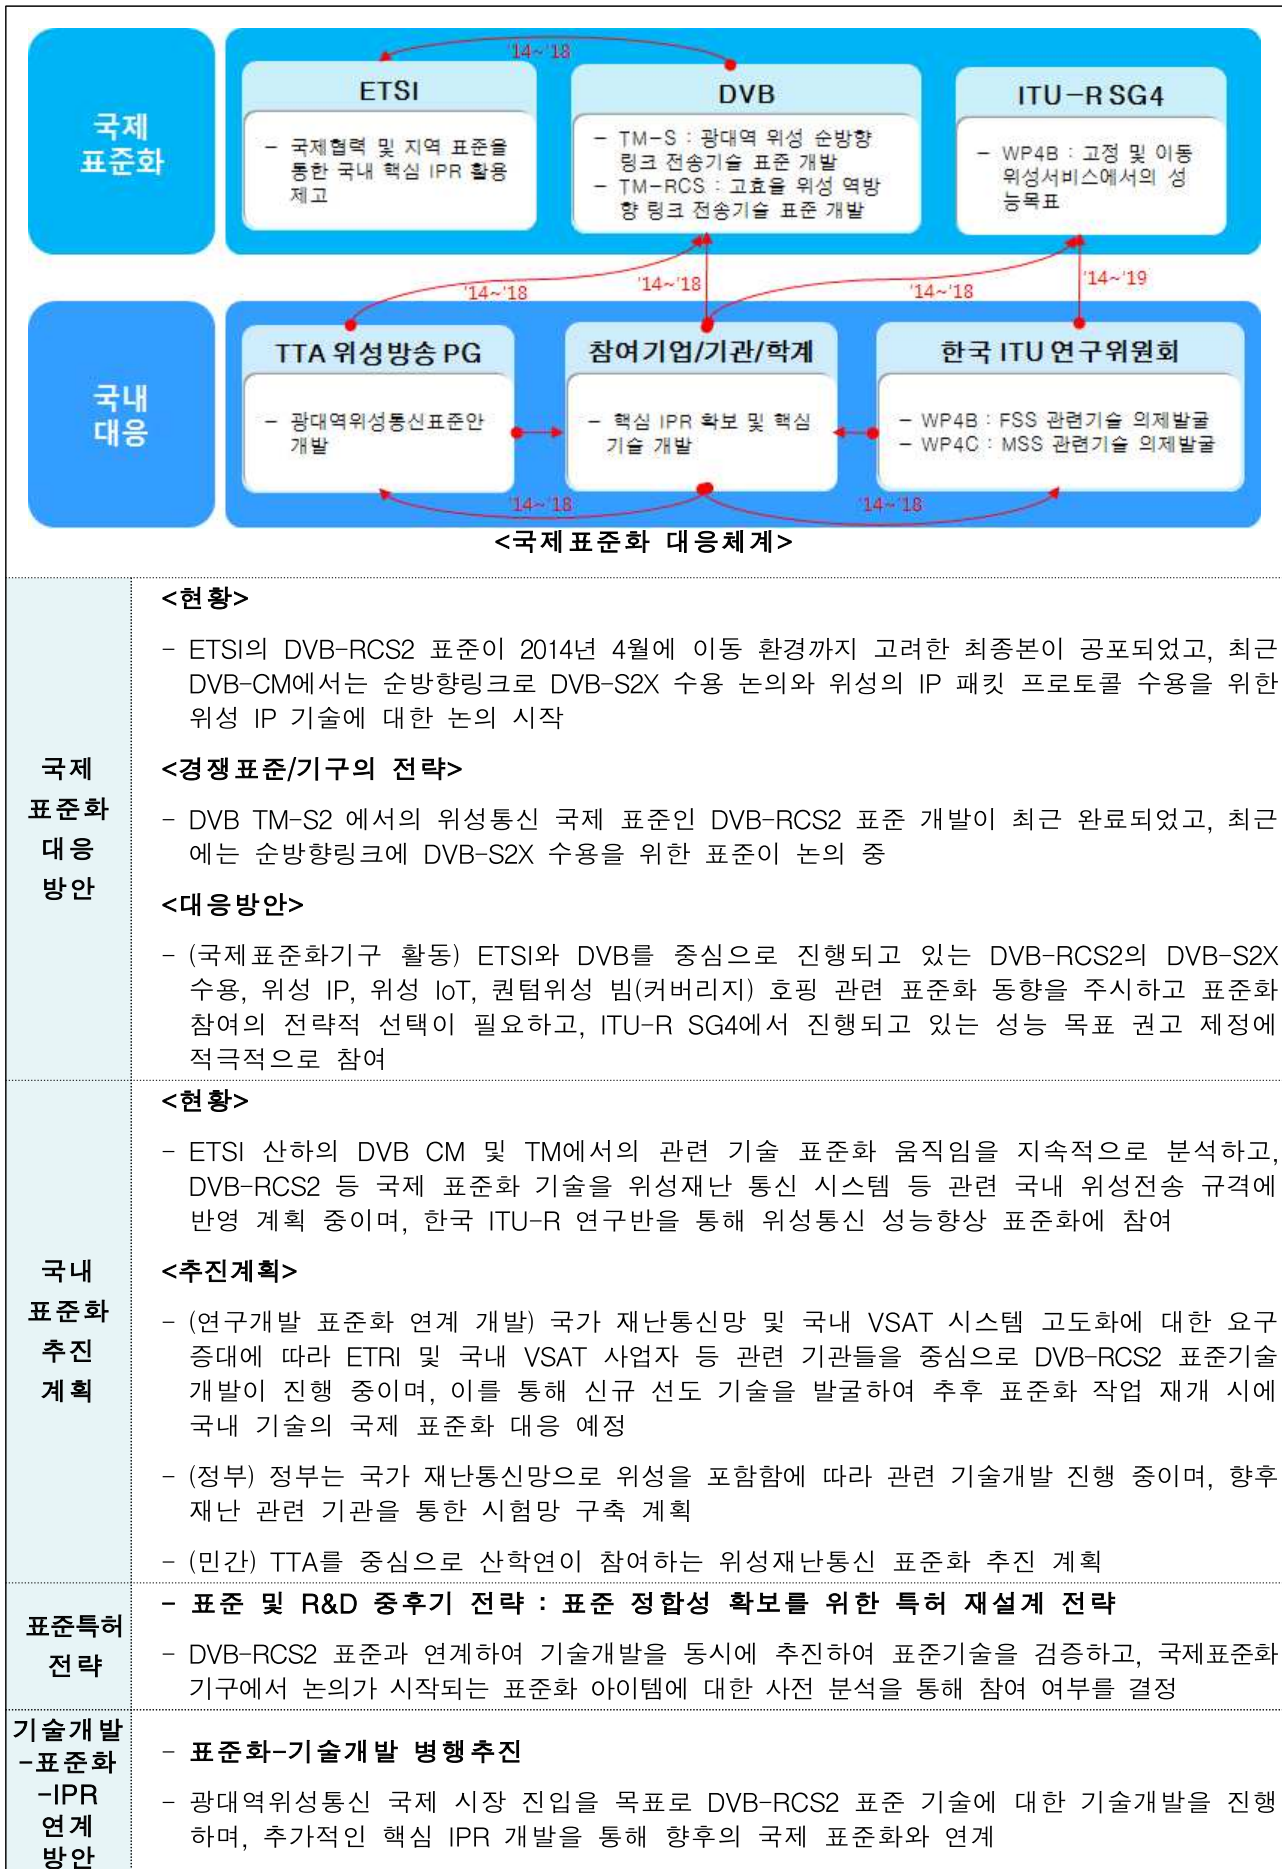 국제
표준화
'14~'18
ETSI
- 국제협력 및 지역 표준을
통한 국내 핵심 IPR 활용
제고
DVB
- TM-S : 광대역 위성 순방향
링크 전송기술 표준 개발
- TM-RCS : 고효율 위성 역방
향 링크 전송기술 표준 개발
ITU-R SG4
- WP4B : 고정 및 이동
위성서비스에서의 성
능목표
'14~'18
'14~'18
'14~'18
'14~'19
국내
대응
TTA 위성방송 PG
- 광대역위성통신표준안
개발
참여기업/기관/학계
- 핵심 IPR 확보 및 핵심
기술 개발
한국 ITU 연구위원회
- WP4B : FSS 관련기술 의제발굴
- WP4C : MSS 관련기술 의제발굴
'14~'18
'14~'18
<국제표준화 대응체계>
국제
표준화
대응
방안
<현황>
- ETSI의 DVB-RCS2 표준이 2014년 4월에 이동 환경까지 고려한 최종본이 공포되었고, 최근
DVB-CM에서는 순방향링크로 DVB-S2X 수용 논의와 위성의 IP 패킷 프로토콜 수용을 위한
위성 IP 기술에 대한 논의 시작
<경쟁표준/기구의 전략>
- DVB TM-S2 에서의 위성통신 국제 표준인 DVB-RCS2 표준 개발이 최근 완료되었고, 최근
에는 순방향링크에 DVB-S2X 수용을 위한 표준이 논의 중
<대응방안>
- (국제표준화기구 활동) ETSI와 DVB를 중심으로 진행되고 있는 DVB-RCS2의 DVB-S2X
수용, 위성 IP, 위성 IoT, 퀀텀위성 빔(커버리지) 호핑 관련 표준화 동향을 주시하고 표준화
참여의 전략적 선택이 필요하고, ITU-R SG4에서 진행되고 있는 성능 목표 권고 제정에
적극적으로 참여
국내
표준화
추진
계획
<현황>
- ETSI 산하의 DVB CM 및 TM에서의 관련 기술 표준화 움직임을 지속적으로 분석하고,
DVB-RCS2 등 국제 표준화 기술을 위성재난 통신 시스템 등 관련 국내 위성전송 규격에
반영 계획 중이며, 한국 ITU-R 연구반을 통해 위성통신 성능향상 표준화에 참여
<추진계획>
- (연구개발 표준화 연계 개발) 국가 재난통신망 및 국내 VSAT 시스템 고도화에 대한 요구
증대에 따라 ETRI 및 국내 VSAT 사업자 등 관련 기관들을 중심으로 DVB-RCS2 표준기술
개발이 진행 중이며, 이를 통해 신규 선도 기술을 발굴하여 추후 표준화 작업 재개 시에
국내 기술의 국제 표준화 대응 예정
- (정부) 정부는 국가 재난통신망으로 위성을 포함함에 따라 관련 기술개발 진행 중이며, 향후
재난 관련 기관을 통한 시험망 구축 계획
- (민간) TTA를 중심으로 산학연이 참여하는 위성재난통신 표준화 추진 계획
표준특허
전략
- 표준 및 R&D 중후기 전략 : 표준 정합성 확보를 위한 특허 재설계 전략
- DVB-RCS2 표준과 연계하여 기술개발을 동시에 추진하여 표준기술을 검증하고, 국제표준화
기구에서 논의가 시작되는 표준화 아이템에 대한 사전 분석을 통해 참여 여부를 결정
기술개발
-표준화
-IPR
연계
방안
- 표준화-기술개발 병행추진
- 광대역위성통신 국제 시장 진입을 목표로 DVB-RCS2 표준 기술에 대한 기술개발을 진행
하며, 추가적인 핵심 IPR 개발을 통해 향후의 국제 표준화와 연계